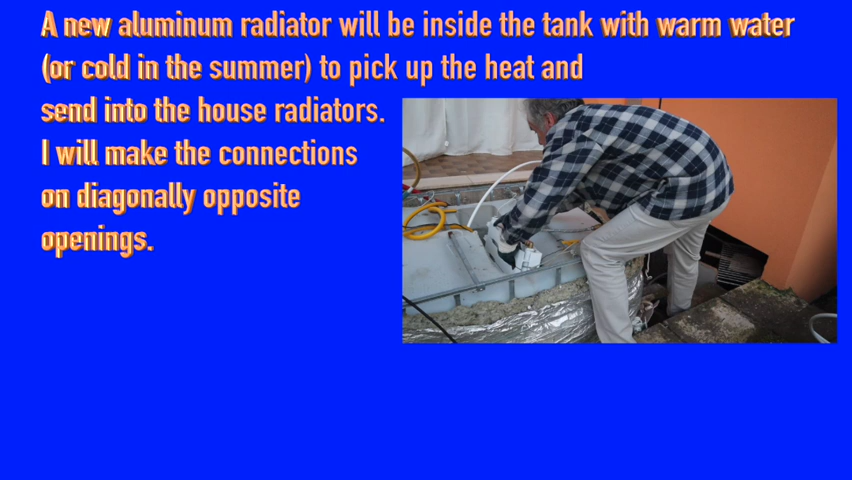 A new aluminum radiator will be inside the tank with warm water
(or cold in the summer) to pick up the heat and
send into the house radiators.
I will make the connections
on diagonally opposite
openings.